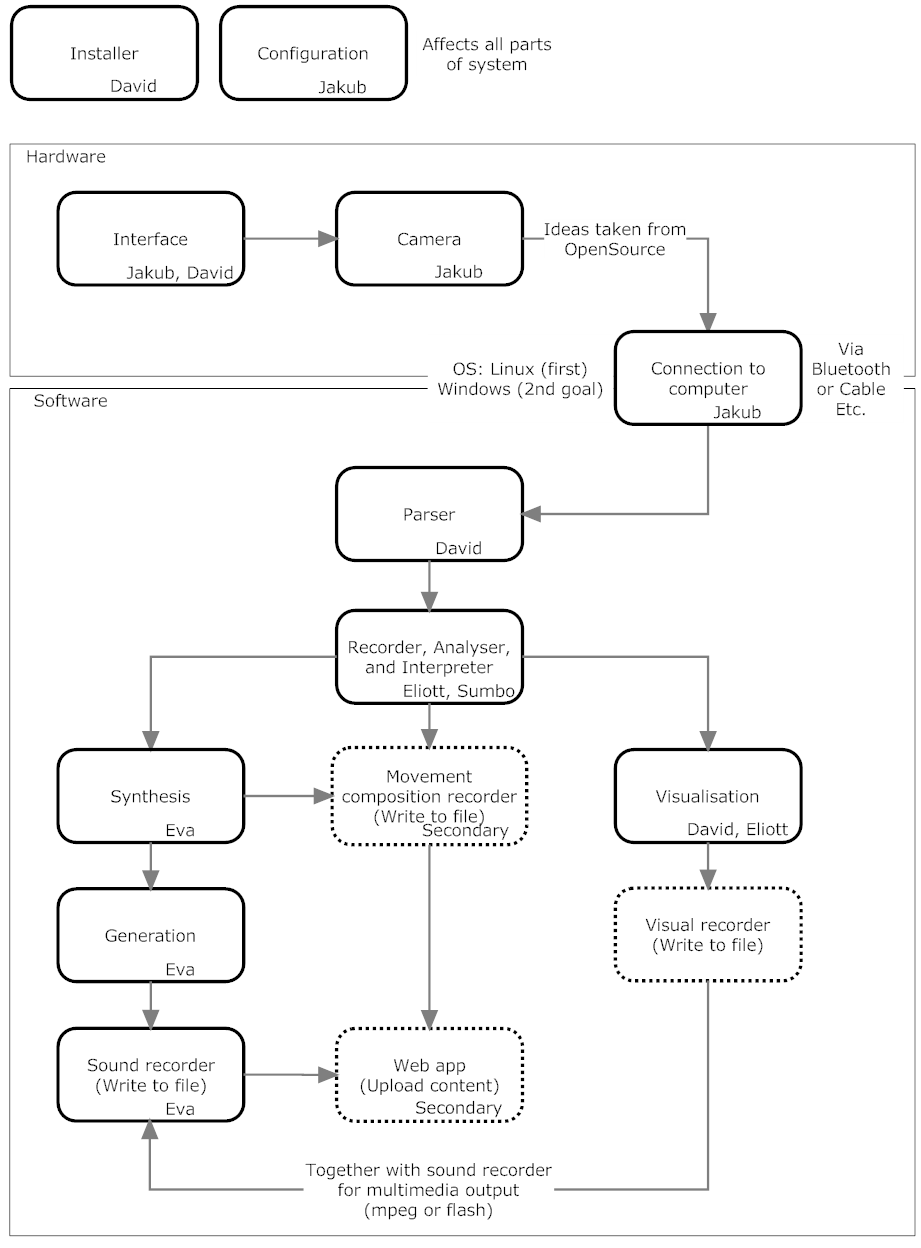 Installer
David
Configuration
Jakub
Affects all parts
of system
Hardware
Interface
Jakub, David
Camera
Jakub
Ideas taken from
OpenSource
OS: Linux (first)
Windows (2nd goal)
Connection to
computer
Jakub
Via
Bluetooth
or Cable
Etc.
Software
Parser
David
Recorder, Analyser,
and Interpreter
Eliott, Sumbo
Synthesis
Eva
Movement
composition recorder
(Write to file)
Secondary
Visualisation
David, Eliott
Generation
Eva
Visual recorder
(Write to file)
Sound recorder
(Write to file)
Eva
Web app
(Upload content)
Secondary
Together with sound recorder
for multimedia output
(mpeg or flash)